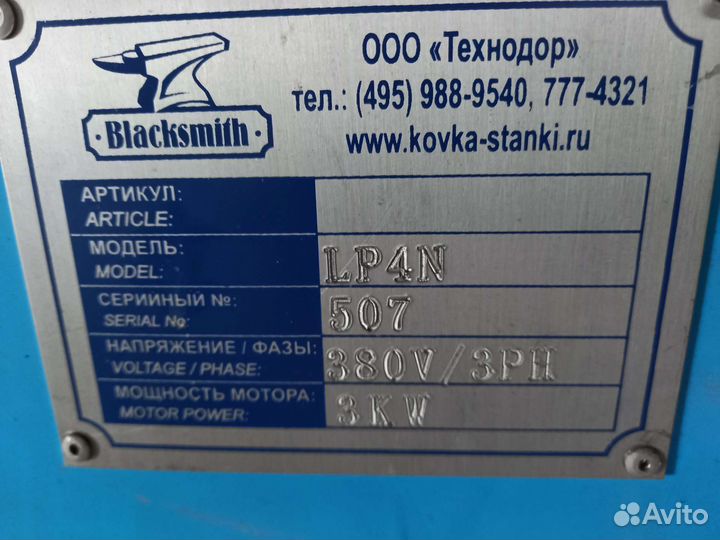 Blacksmith
ООО «Технодор»
тел.: (495) 988-9540, 777-4321
www.kovka-stanki.ru
АРТИКУЛ:
ARTICLE:
МОДЕЛЬ:
MODEL:
LP4N
СЕРИИНЫЙ №:
SERIAL №:
507
НАПРЯЖЕНИЕ / ФАЗЫ:
VOLTAGE / PHASE:
380V/3PH
МОЩНОСТЬ МОТОРА:
MOTOR POWER:
3KW
Avito